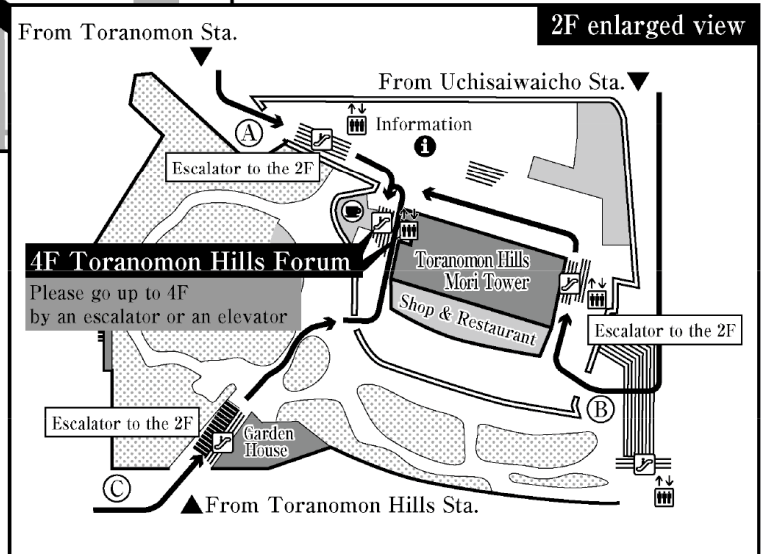 2F enlarged view
From Toranomon Sta.
From Uchisaiwaicho Sta.
A
Information
i
Escalator to the 2F
4F Toranomon Hills Forum
Please go up to 4F
by an escalator or an elevator
Toranomon Hills
Mori Tower
Shop & Restaurant
Escalator to the 2F
B
Escalator to the 2F
Garden
House
C
From Toranomon Hills Sta.